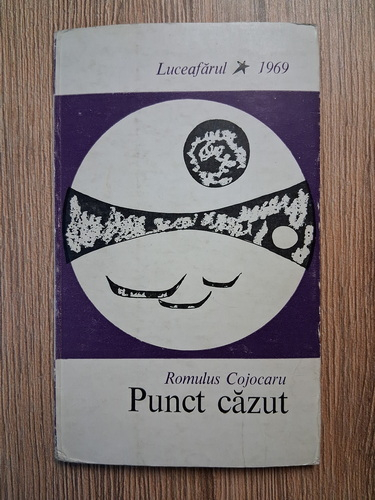 Luceafărul ★ 1969
Romulus Cojocaru
Punct căzut